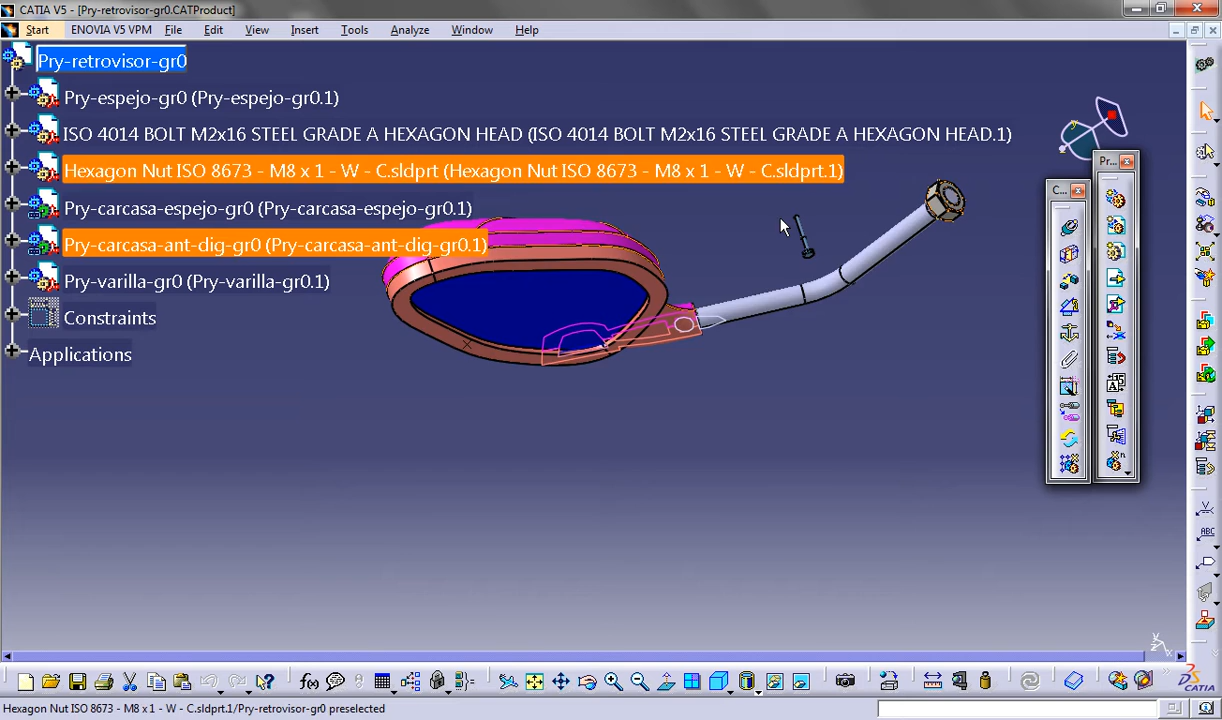 CATIA V5 - [Pry-retrovisor-gr0.CATProduct]
Start ENOVIA V5 VPM File Edit View Insert Tools Analyze Window Help
Pry-retrovisor-gr0
Pry-espejo-gr0 (Pry-espejo-gr0.1)
ISO 4014 BOLT M2x16 STEEL GRADE A HEXAGON HEAD (ISO 4014 BOLT M2x16 STEEL GRADE A HEXAGON HEAD.1)
Hexagon Nut ISO 8673 - M8 x 1 - W - C.sldprt (Hexagon Nut ISO 8673 - M8 x 1 - W - C.sldprt.1)
Pry-carcasa-espejo-gr0 (Pry-carcasa-espejo-gr0.1)
Pry-carcasa-ant-dig-gr0 (Pry-carcasa-ant-dig-gr0.1)
Pry-varilla-gr0 (Pry-varilla-gr0.1)
Constraints
Applications
Pr...
C...
ABC
f(x)
CATIA
Hexagon Nut ISO 8673 - M8 x 1 - W - C.sldprt.1/Pry-retrovisor-gr0 preselected